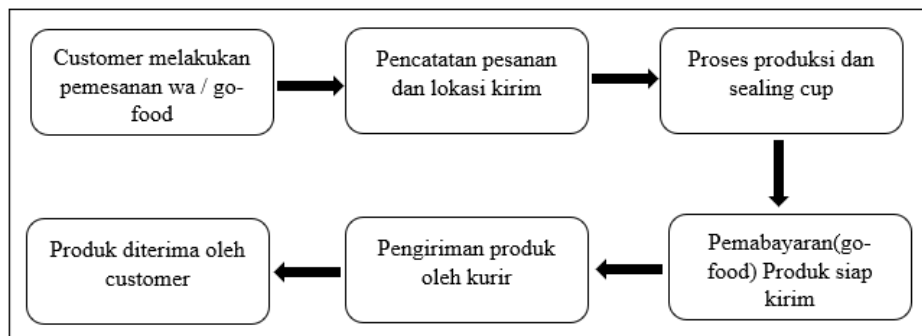 Customer melakukan
pemesanan wa / go-
food
Pencatatan pesanan
dan lokasi kirim
Proses produksi dan
sealing cup
Pemabayaran(go-
food) Produk siap
kirim
Pengiriman produk
oleh kurir
Produk diterima oleh
customer